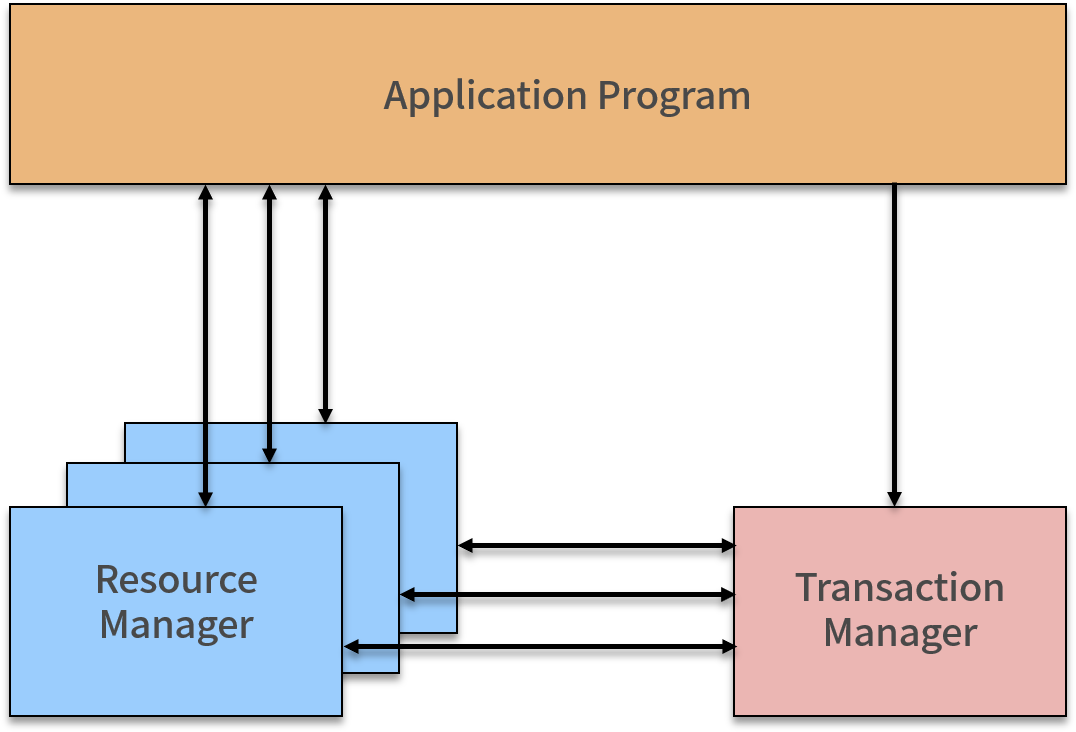 Application Program
Resource
Manager
Transaction
Manager